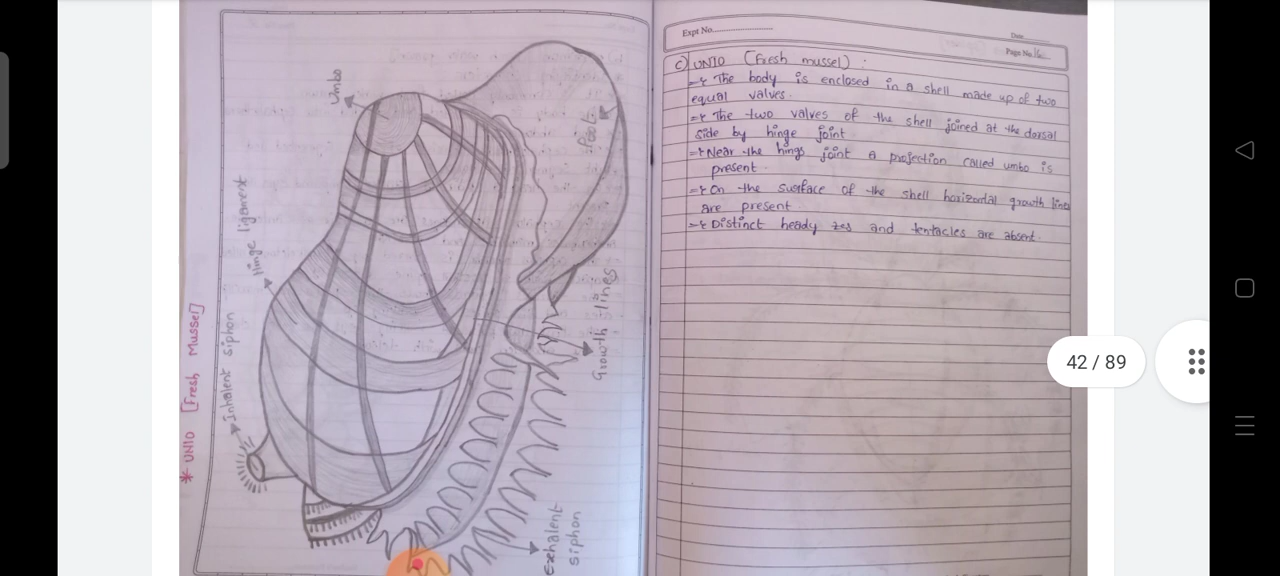 * UNIO [Fresh Mussel]
Umbo
Hinge ligament
Inhalent siphon
Foot
Growth lines
Exhalent
siphon
Expt No.
Date
Page No.
C) UNIO (Fresh mussel) :
The body is enclosed in a shell made up of two
equal valves.
The two valves of the shell joined at the dorsal
side by hinge joint
Near the hings joint a projection called umbo is
present.
On the surface of the shell horizontal growth lines
are present.
Distinct heady and tentacles are absent.
42 / 89